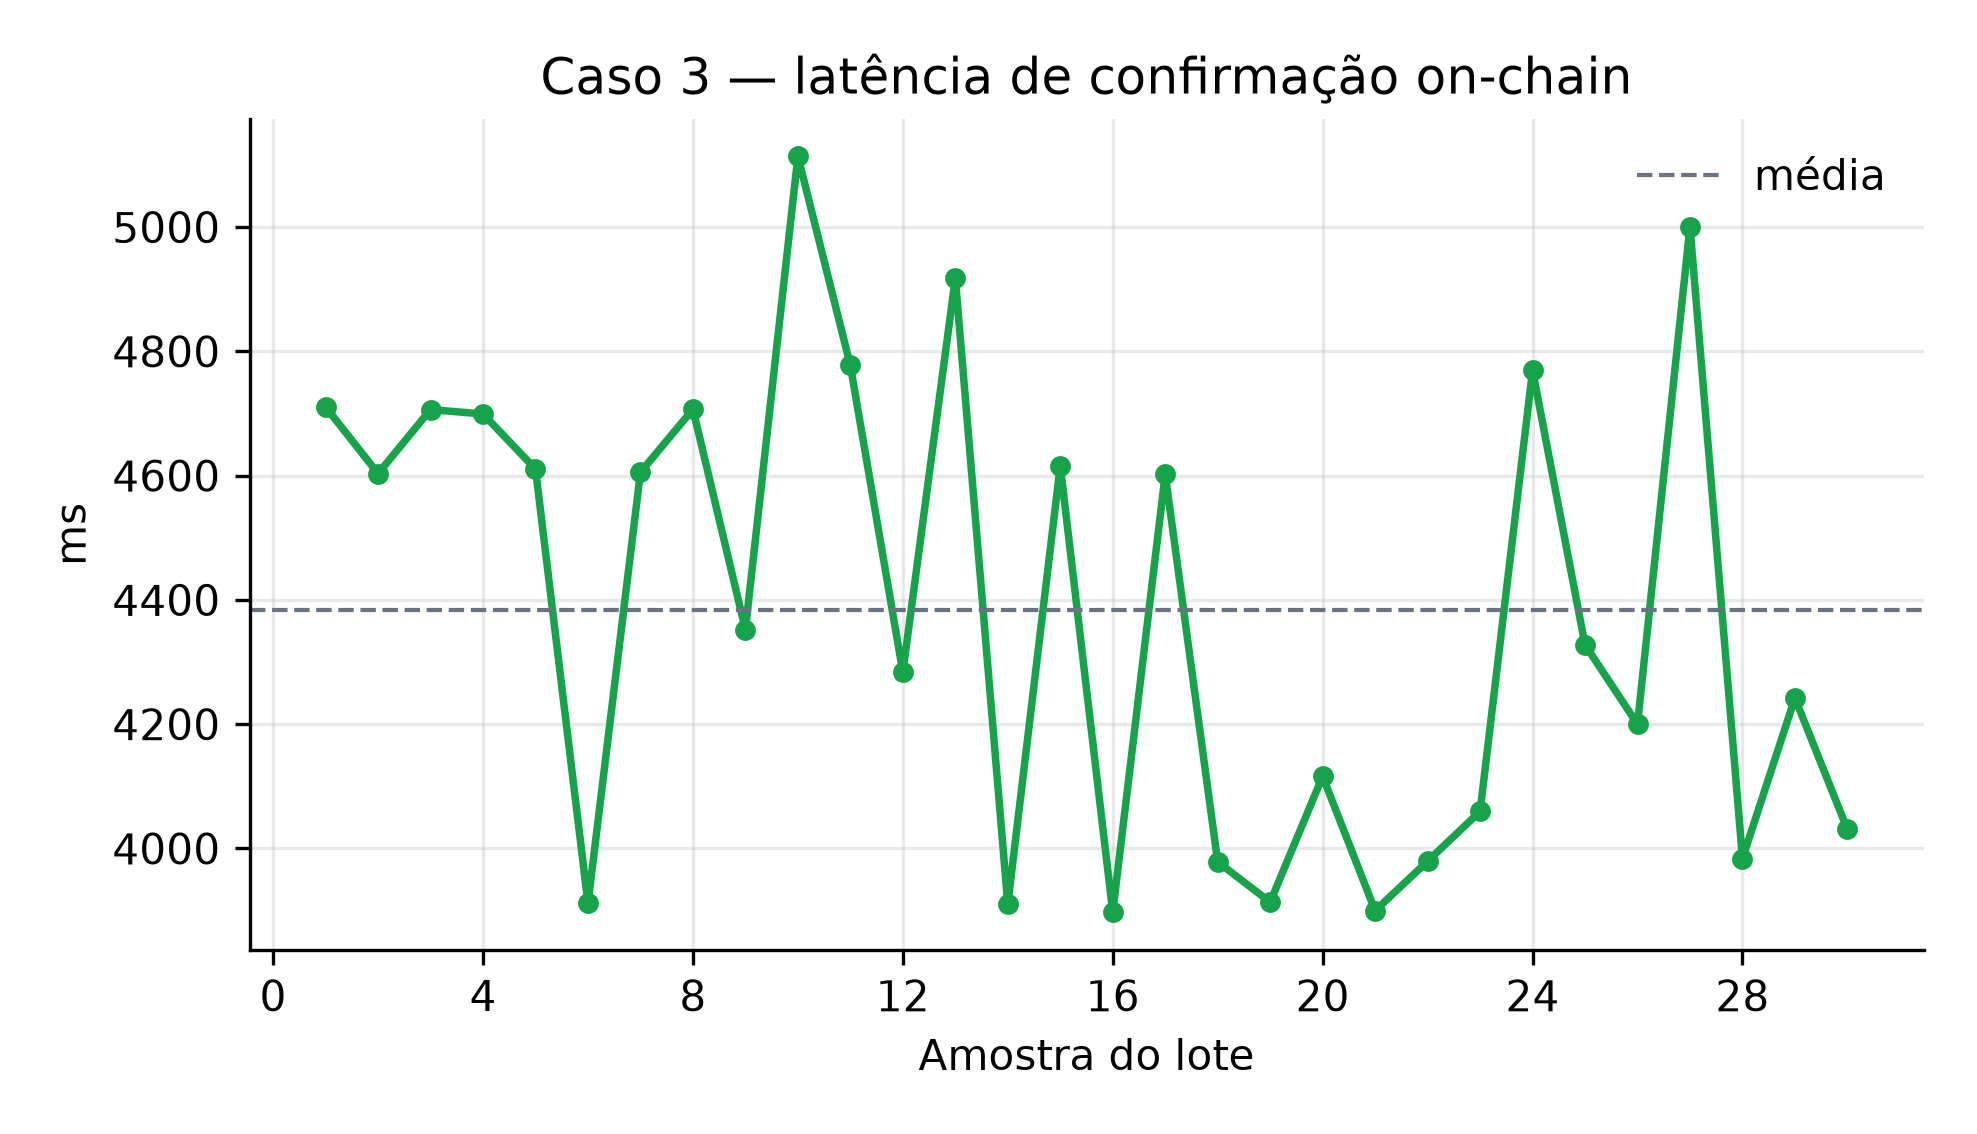 Caso 3 — latência de confirmação on-chain
média
5000
4800
4600
4400
4200
4000
ms
0 4 8 12 16 20 24 28
Amostra do lote